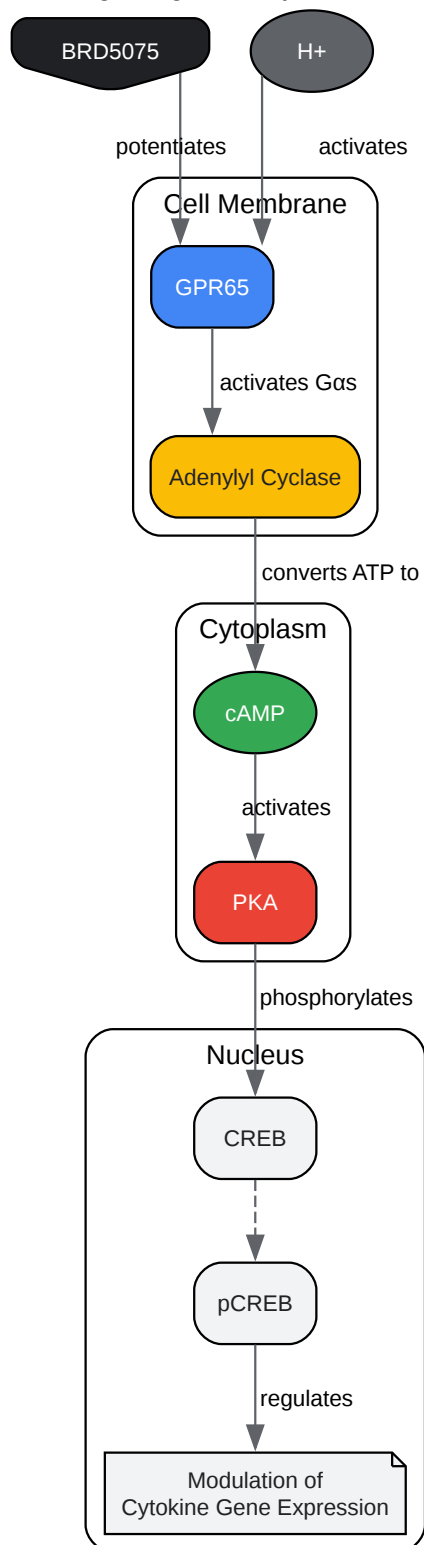 BRD5075
H+
potentiates
activates
Cell Membrane
GPR65
activates Gαs
Adenylyl Cyclase
converts ATP to
Cytoplasm
cAMP
activates
PKA
phosphorylates
Nucleus
CREB
pCREB
regulates
Modulation of
Cytokine Gene Expression